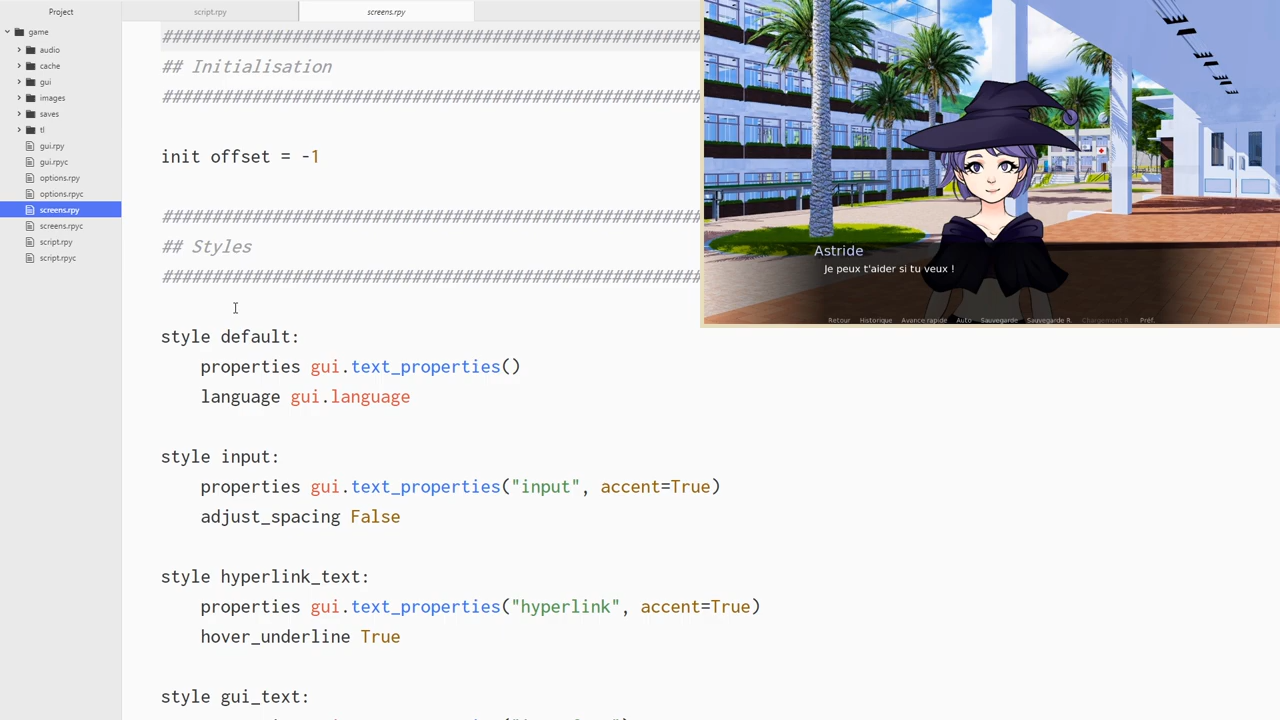 Project
game
audio
cache
gui
images
saves
tl
gui.rpy
gui.rpyc
options.rpy
options.rpyc
screens.rpy
screens.rpyc
script.rpy
script.rpyc
script.rpy
screens.rpy
################################################
## Initialisation
################################################
init offset = -1
################################################
## Styles
################################################
style default:
properties gui.text_properties()
language gui.language
style input:
properties gui.text_properties("input", accent=True)
adjust_spacing False
style hyperlink_text:
properties gui.text_properties("hyperlink", accent=True)
hover_underline True
style gui_text:
Astride
Je peux t'aider si tu veux !
Retour Historique Avance rapide Auto Sauvegarde Sauvegarde R. Chargement R. Préf.